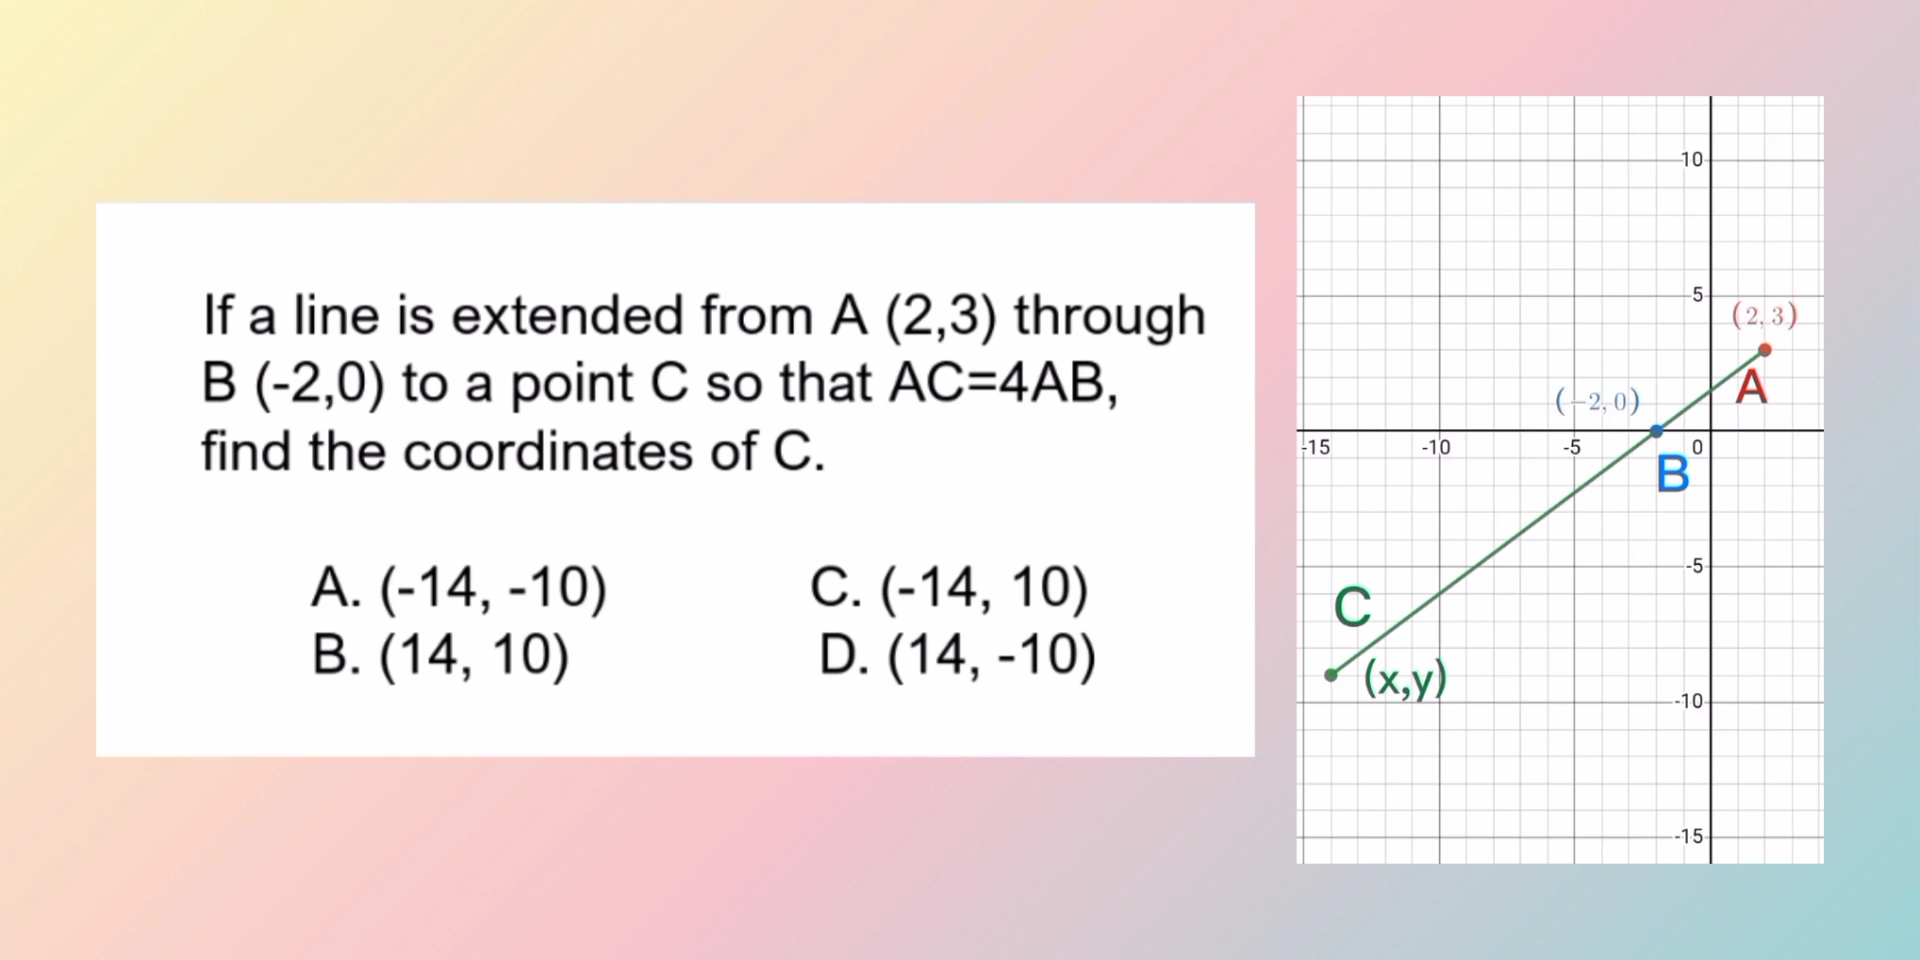 If a line is extended from A (2,3) through
B (-2,0) to a point C so that AC=4AB,
find the coordinates of C.
A. (-14, -10)
C. (-14, 10)
B. (14, 10)
D. (14, -10)
10
5
(2, 3)
A
(−2, 0)
-15
-10
-5
0
B
-5
C
(x,y)
-10
-15